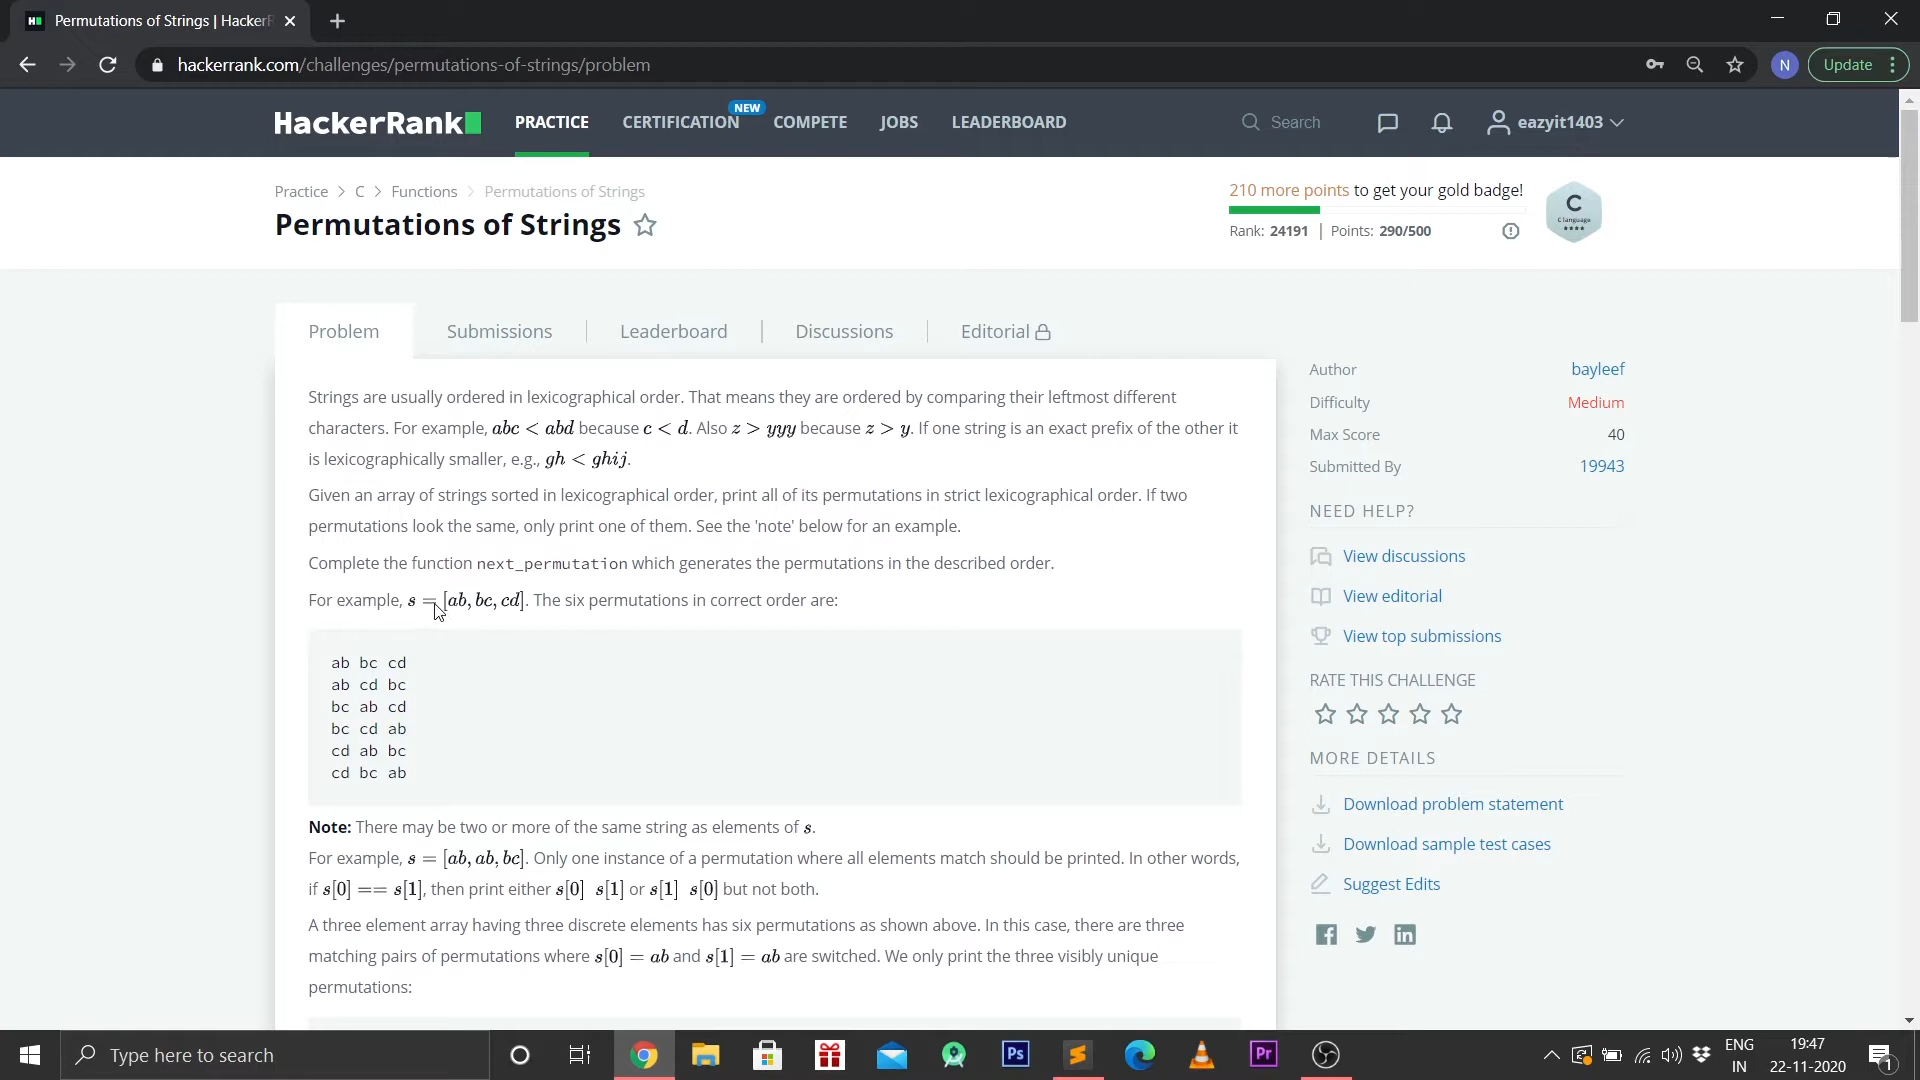 Permutations of Strings | HackerR
hackerrank.com/challenges/permutations-of-strings/problem
N
Update
HackerRank
PRACTICE
CERTIFICATION
NEW
COMPETE
JOBS
LEADERBOARD
Search
eazyit1403
Practice > C > Functions > Permutations of Strings
Permutations of Strings
210 more points to get your gold badge!
Rank: 24191 | Points: 290/500
C
C language
Problem
Submissions
Leaderboard
Discussions
Editorial
Strings are usually ordered in lexicographical order. That means they are ordered by comparing their leftmost different
characters. For example, abc < abd because c < d. Also z > yyy because z > y. If one string is an exact prefix of the other it
is lexicographically smaller, e.g., gh < ghij.
Given an array of strings sorted in lexicographical order, print all of its permutations in strict lexicographical order. If two
permutations look the same, only print one of them. See the 'note' below for an example.
Complete the function next_permutation which generates the permutations in the described order.
For example, s = [ab, bc, cd]. The six permutations in correct order are:
ab bc cd
ab cd bc
bc ab cd
bc cd ab
cd ab bc
cd bc ab
Note: There may be two or more of the same string as elements of s.
For example, s = [ab, ab, bc]. Only one instance of a permutation where all elements match should be printed. In other words,
if s[0] == s[1], then print either s[0] s[1] or s[1] s[0] but not both.
A three element array having three discrete elements has six permutations as shown above. In this case, there are three
matching pairs of permutations where s[0] = ab and s[1] = ab are switched. We only print the three visibly unique
permutations:
Author bayleef
Difficulty Medium
Max Score 40
Submitted By 19943
NEED HELP?
View discussions
View editorial
View top submissions
RATE THIS CHALLENGE
MORE DETAILS
Download problem statement
Download sample test cases
Suggest Edits
Type here to search
Ps
Pr
ENG
IN
19:47
22-11-2020
1